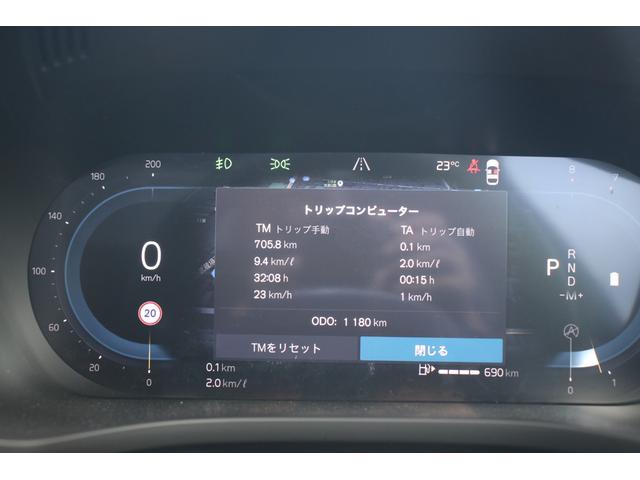 200
180
140
100
60
20
0
23℃
8
7
トリップコンピューター
TM トリップ手動
TA トリップ自動
705.8 km
0.1 km
9.4 km/ℓ
2.0 km/ℓ
32:08 h
00:15 h
23 km/h
1 km/h
ODO: 1 180 km
TMをリセット
閉じる
0
km/h
20
P
R
N
D
-M+
A
0.1 km
2.0 km/ℓ
690 km
0
1